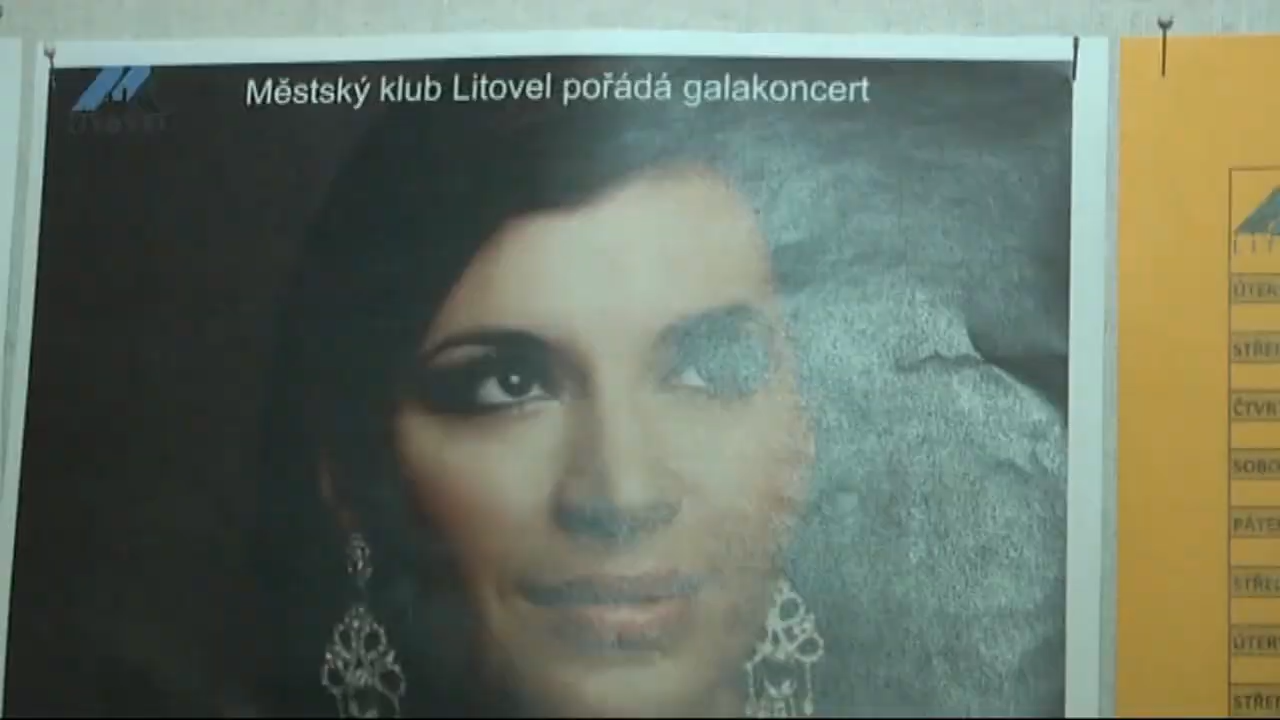 Městský klub Litovel pořádá galakoncert
ÚTER
STŘE
ČTVR
SOBO
PÁTE
STŘE
ÚTER
STŘE